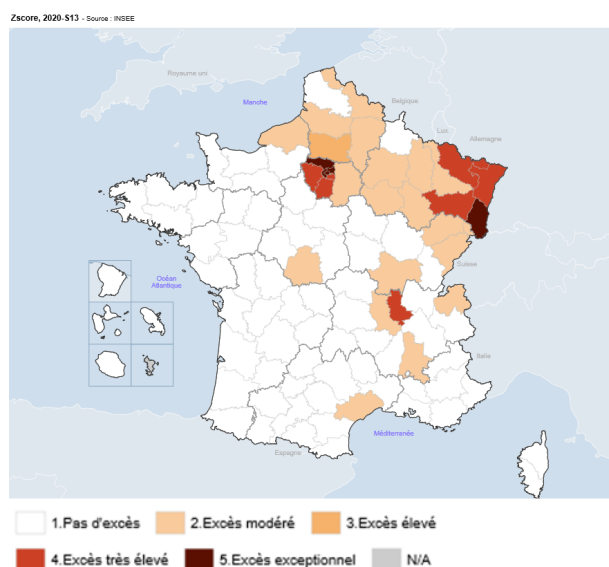 Zscore, 2020-S13 - Source : INSEE
Royaume uni
Manche
Belgique
Lux.
Allemagne
Océan
Atlantique
Suisse
Italie
Méditerranée
Espagne
1.Pas d'excès
2.Excès modéré
3.Excès élevé
4.Excès très élevé
5.Excès exceptionnel
N/A